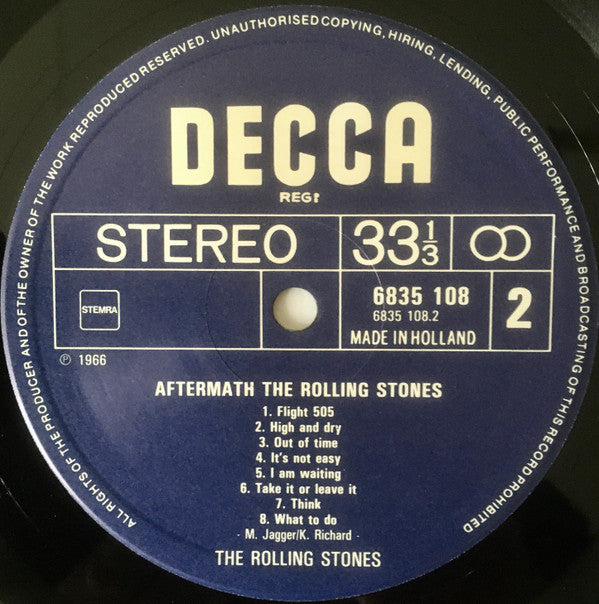 ALL RIGHTS OF THE PRODUCER AND OF THE OWNER OF THE WORK REPRODUCED RESERVED. UNAUTHORISED COPYING, HIRING, LENDING, PUBLIC PERFORMANCE AND BROADCASTING OF THIS RECORD PROHIBITED
DECCA
REGD
STEREO 33 1/3
STEMRA
6835 108
6835 108.2
2
MADE IN HOLLAND
℗ 1966
AFTERMATH THE ROLLING STONES
1. Flight 505
2. High and dry
3. Out of time
4. It's not easy
5. I am waiting
6. Take it or leave it
7. Think
8. What to do
- M. Jagger/K. Richard -
THE ROLLING STONES